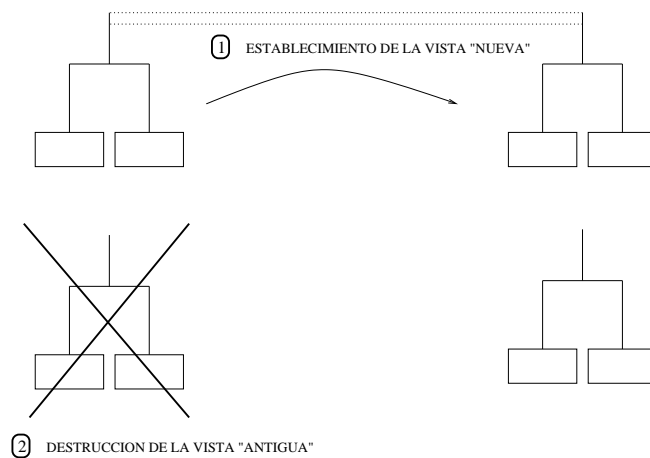 1 ESTABLECIMIENTO DE LA VISTA "NUEVA"
2 DESTRUCCION DE LA VISTA "ANTIGUA"